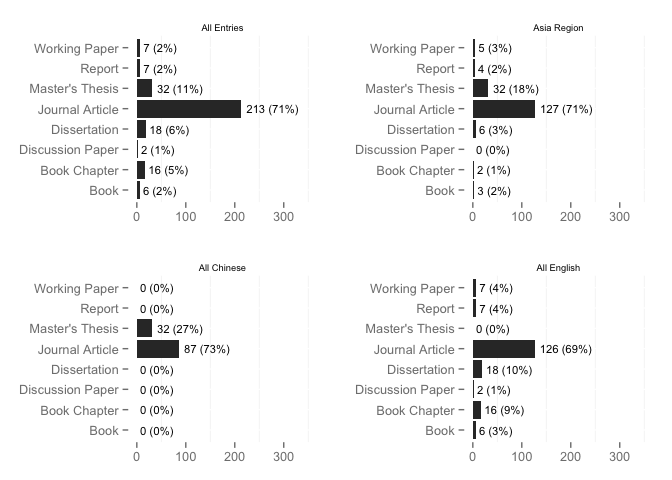 All Entries
Working Paper 7 (2%)
Report 7 (2%)
Master's Thesis 32 (11%)
Journal Article 213 (71%)
Dissertation 18 (6%)
Discussion Paper 2 (1%)
Book Chapter 16 (5%)
Book 6 (2%)
0 100 200 300
Asia Region
Working Paper 5 (3%)
Report 4 (2%)
Master's Thesis 32 (18%)
Journal Article 127 (71%)
Dissertation 6 (3%)
Discussion Paper 0 (0%)
Book Chapter 2 (1%)
Book 3 (2%)
0 100 200 300
All Chinese
Working Paper 0 (0%)
Report 0 (0%)
Master's Thesis 32 (27%)
Journal Article 87 (73%)
Dissertation 0 (0%)
Discussion Paper 0 (0%)
Book Chapter 0 (0%)
Book 0 (0%)
0 100 200 300
All English
Working Paper 7 (4%)
Report 7 (4%)
Master's Thesis 0 (0%)
Journal Article 126 (69%)
Dissertation 18 (10%)
Discussion Paper 2 (1%)
Book Chapter 16 (9%)
Book 6 (3%)
0 100 200 300